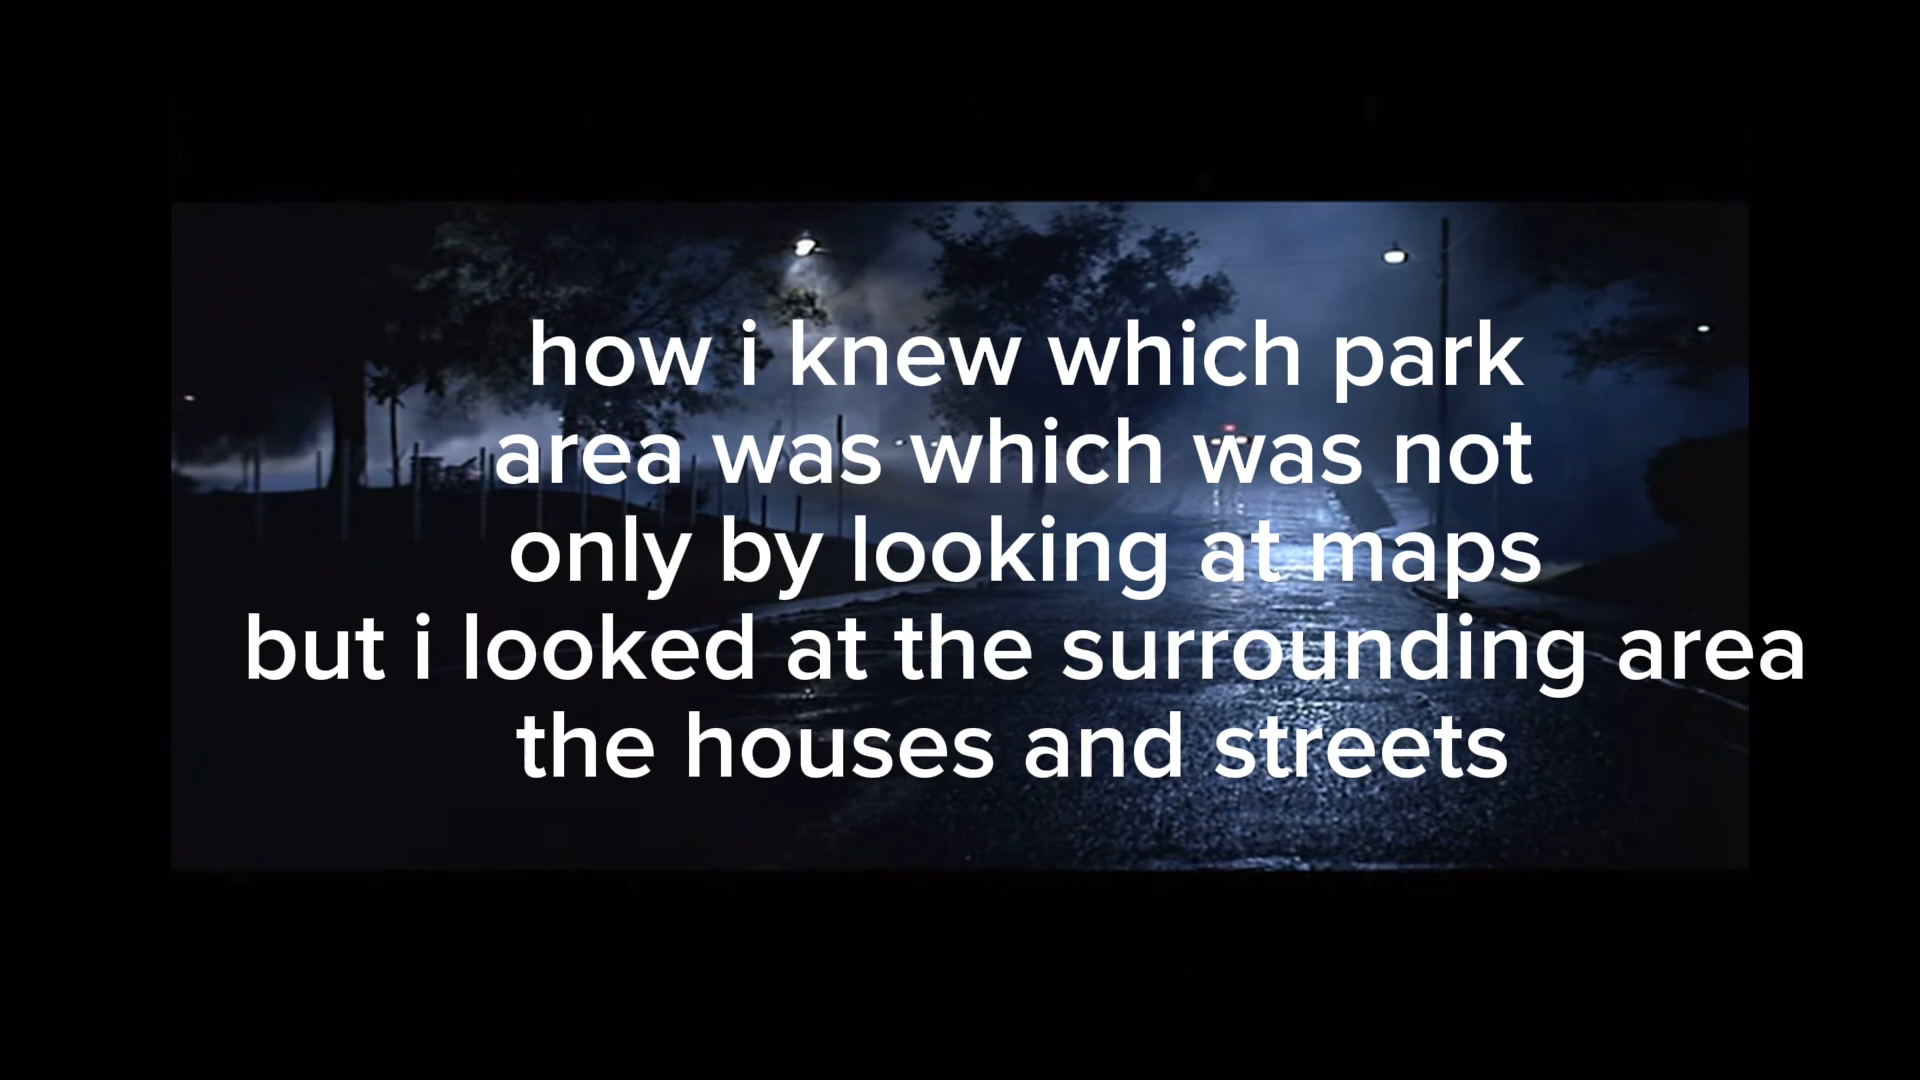 how i knew which park
area was which was not
only by looking at maps
but i looked at the surrounding area
the houses and streets